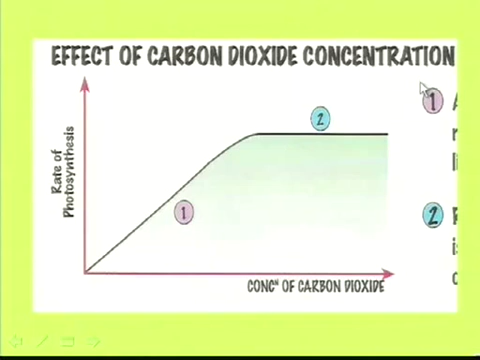 EFFECT OF CARBON DIOXIDE CONCENTRATION
1
2
Rate of
Photosynthesis
1
2
CONCᴺ OF CARBON DIOXIDE